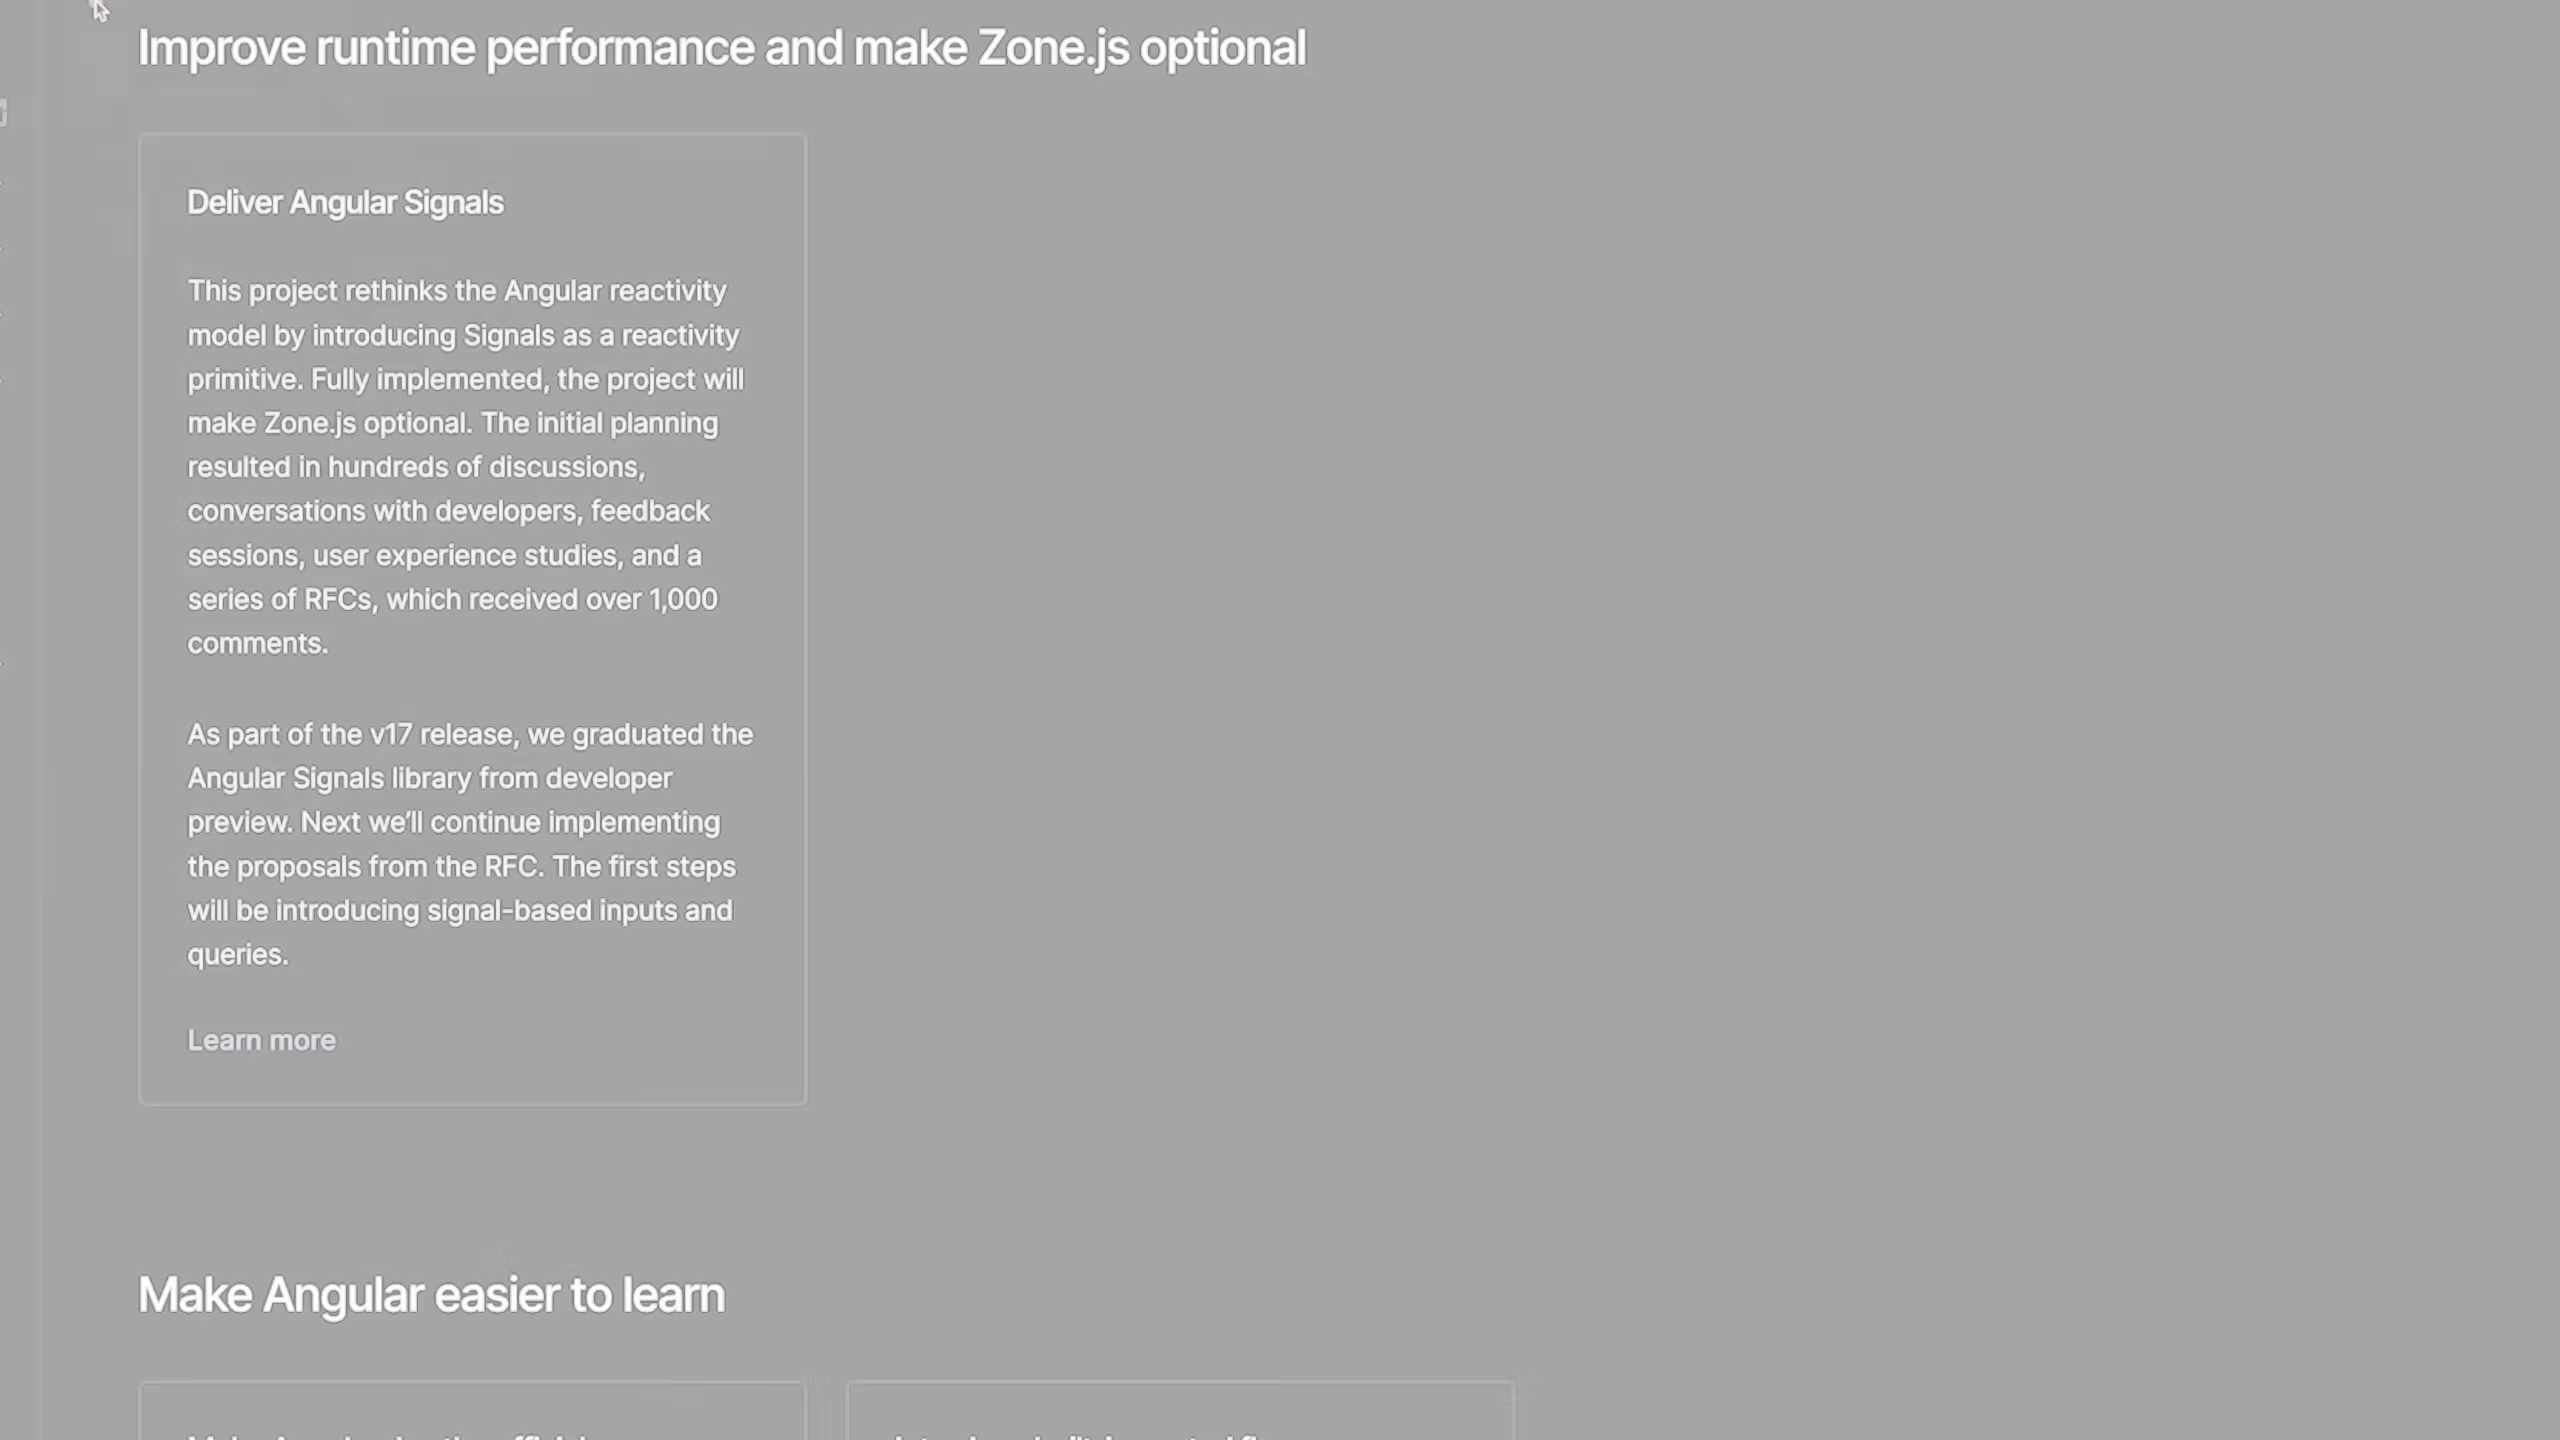 Improve runtime performance and make Zone.js optional
Deliver Angular Signals
This project rethinks the Angular reactivity
model by introducing Signals as a reactivity
primitive. Fully implemented, the project will
make Zone.js optional. The initial planning
resulted in hundreds of discussions,
conversations with developers, feedback
sessions, user experience studies, and a
series of RFCs, which received over 1,000
comments.
As part of the v17 release, we graduated the
Angular Signals library from developer
preview. Next we’ll continue implementing
the proposals from the RFC. The first steps
will be introducing signal-based inputs and
queries.
Learn more
Make Angular easier to learn